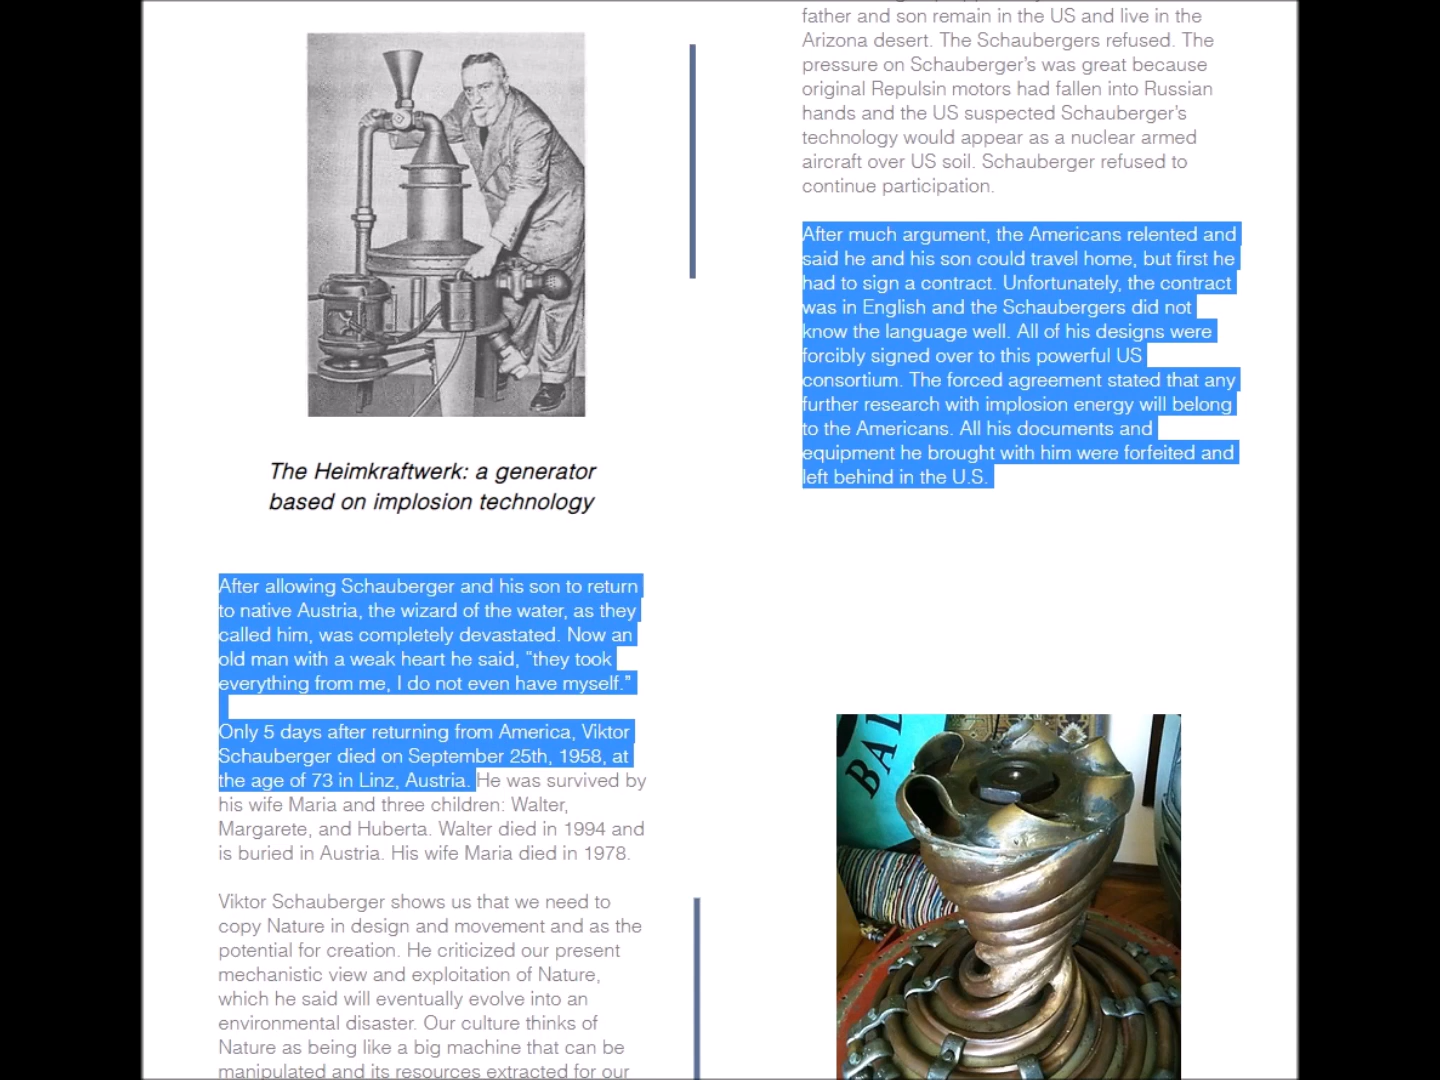 The Heimkraftwerk: a generator
based on implosion technology
After allowing Schauberger and his son to return
to native Austria, the wizard of the water, as they
called him, was completely devastated. Now an
old man with a weak heart he said, "they took
everything from me, I do not even have myself."
Only 5 days after returning from America, Viktor
Schauberger died on September 25th, 1958, at
the age of 73 in Linz, Austria. He was survived by
his wife Maria and three children: Walter,
Margarete, and Huberta. Walter died in 1994 and
is buried in Austria. His wife Maria died in 1978.
Viktor Schauberger shows us that we need to
copy Nature in design and movement and as the
potential for creation. He criticized our present
mechanistic view and exploitation of Nature,
which he said will eventually evolve into an
environmental disaster. Our culture thinks of
Nature as being like a big machine that can be
manipulated and its resources extracted for our
father and son remain in the US and live in the
Arizona desert. The Schaubergers refused. The
pressure on Schauberger's was great because
original Repulsin motors had fallen into Russian
hands and the US suspected Schauberger's
technology would appear as a nuclear armed
aircraft over US soil. Schauberger refused to
continue participation.
After much argument, the Americans relented and
said he and his son could travel home, but first he
had to sign a contract. Unfortunately, the contract
was in English and the Schaubergers did not
know the language well. All of his designs were
forcibly signed over to this powerful US
consortium. The forced agreement stated that any
further research with implosion energy will belong
to the Americans. All his documents and
equipment he brought with him were forfeited and
left behind in the U.S.
BAL